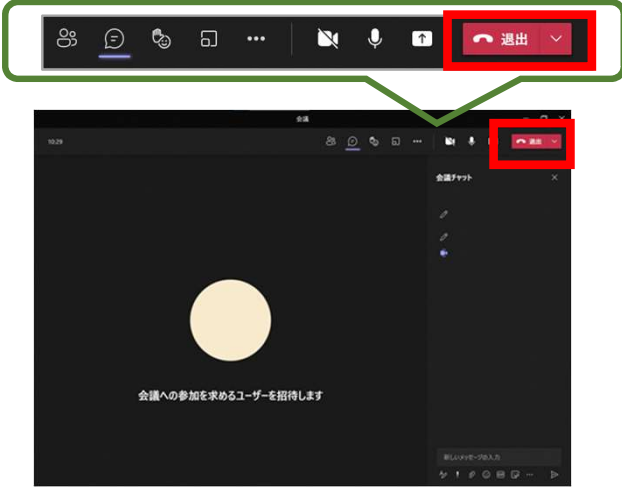 退出
会議
10:29
退出
会議チャット
会議への参加を求めるユーザーを招待します
新しいメッセージの入力